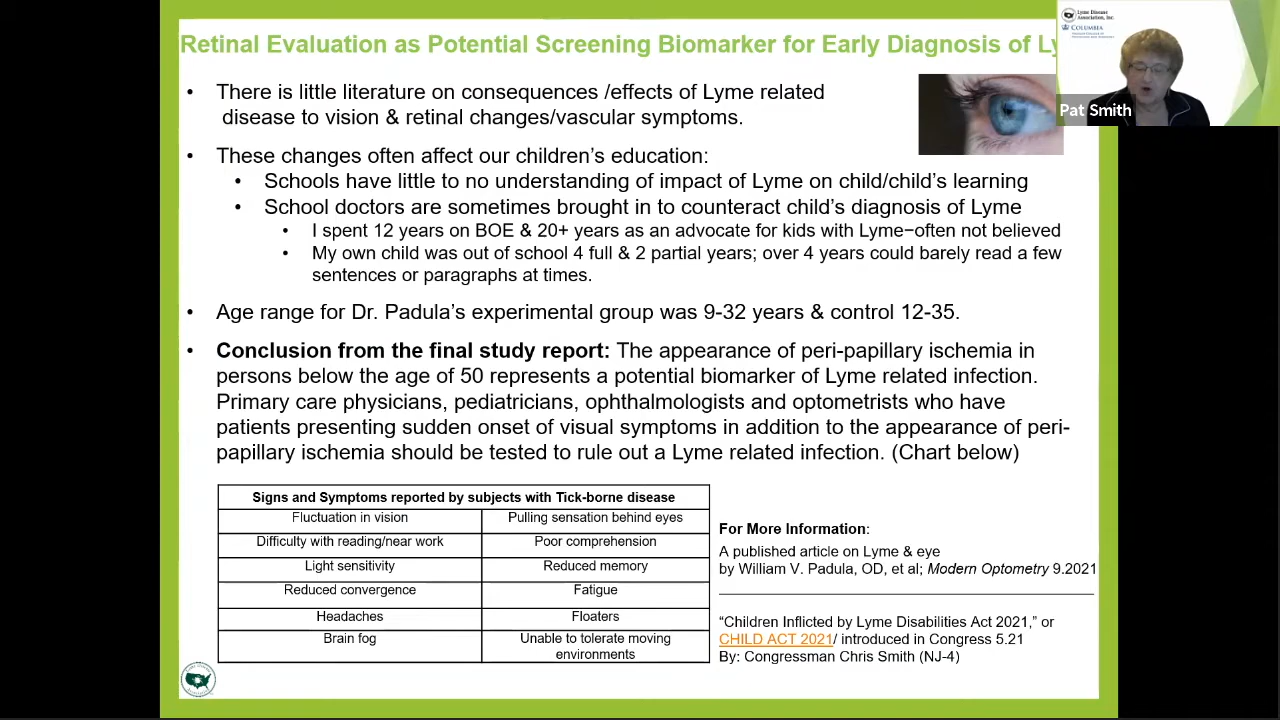 Retinal Evaluation as Potential Screening Biomarker for Early Diagnosis of Ly
Lyme Disease
Association, Inc.
COLUMBIA
Pat Smith
• There is little literature on consequences /effects of Lyme related
disease to vision & retinal changes/vascular symptoms.
• These changes often affect our children’s education:
• Schools have little to no understanding of impact of Lyme on child/child’s learning
• School doctors are sometimes brought in to counteract child’s diagnosis of Lyme
• I spent 12 years on BOE & 20+ years as an advocate for kids with Lyme−often not believed
• My own child was out of school 4 full & 2 partial years; over 4 years could barely read a few
sentences or paragraphs at times.
• Age range for Dr. Padula’s experimental group was 9-32 years & control 12-35.
• Conclusion from the final study report: The appearance of peri-papillary ischemia in
persons below the age of 50 represents a potential biomarker of Lyme related infection.
Primary care physicians, pediatricians, ophthalmologists and optometrists who have
patients presenting sudden onset of visual symptoms in addition to the appearance of peri-
papillary ischemia should be tested to rule out a Lyme related infection. (Chart below)
Signs and Symptoms reported by subjects with Tick-borne disease
Fluctuation in vision Pulling sensation behind eyes
Difficulty with reading/near work Poor comprehension
Light sensitivity Reduced memory
Reduced convergence Fatigue
Headaches Floaters
Brain fog Unable to tolerate moving
environments
For More Information:
A published article on Lyme & eye
by William V. Padula, OD, et al; Modern Optometry 9.2021
“Children Inflicted by Lyme Disabilities Act 2021,” or
CHILD ACT 2021/ introduced in Congress 5.21
By: Congressman Chris Smith (NJ-4)